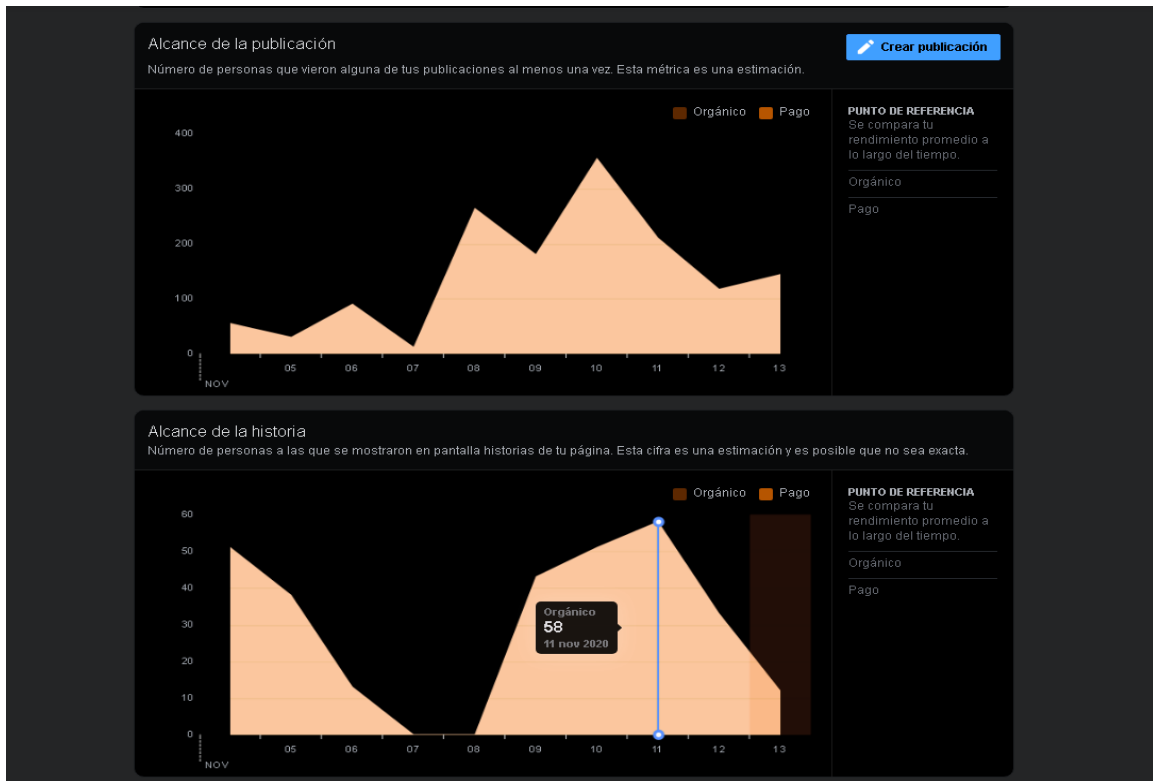 Alcance de la publicación
Crear publicación
Número de personas que vieron alguna de tus publicaciones al menos una vez. Esta métrica es una estimación.
Orgánico Pago
400
300
200
100
0
NOV
05 06 07 08 09 10 11 12 13
PUNTO DE REFERENCIA
Se compara tu
rendimiento promedio a
lo largo del tiempo.
Orgánico
Pago
Alcance de la historia
Número de personas a las que se mostraron en pantalla historias de tu página. Esta cifra es una estimación y es posible que no sea exacta.
Orgánico Pago
60
50
40
30
20
10
0
NOV
05 06 07 08 09 10 11 12 13
Orgánico
58
11 nov 2020
PUNTO DE REFERENCIA
Se compara tu
rendimiento promedio a
lo largo del tiempo.
Orgánico
Pago